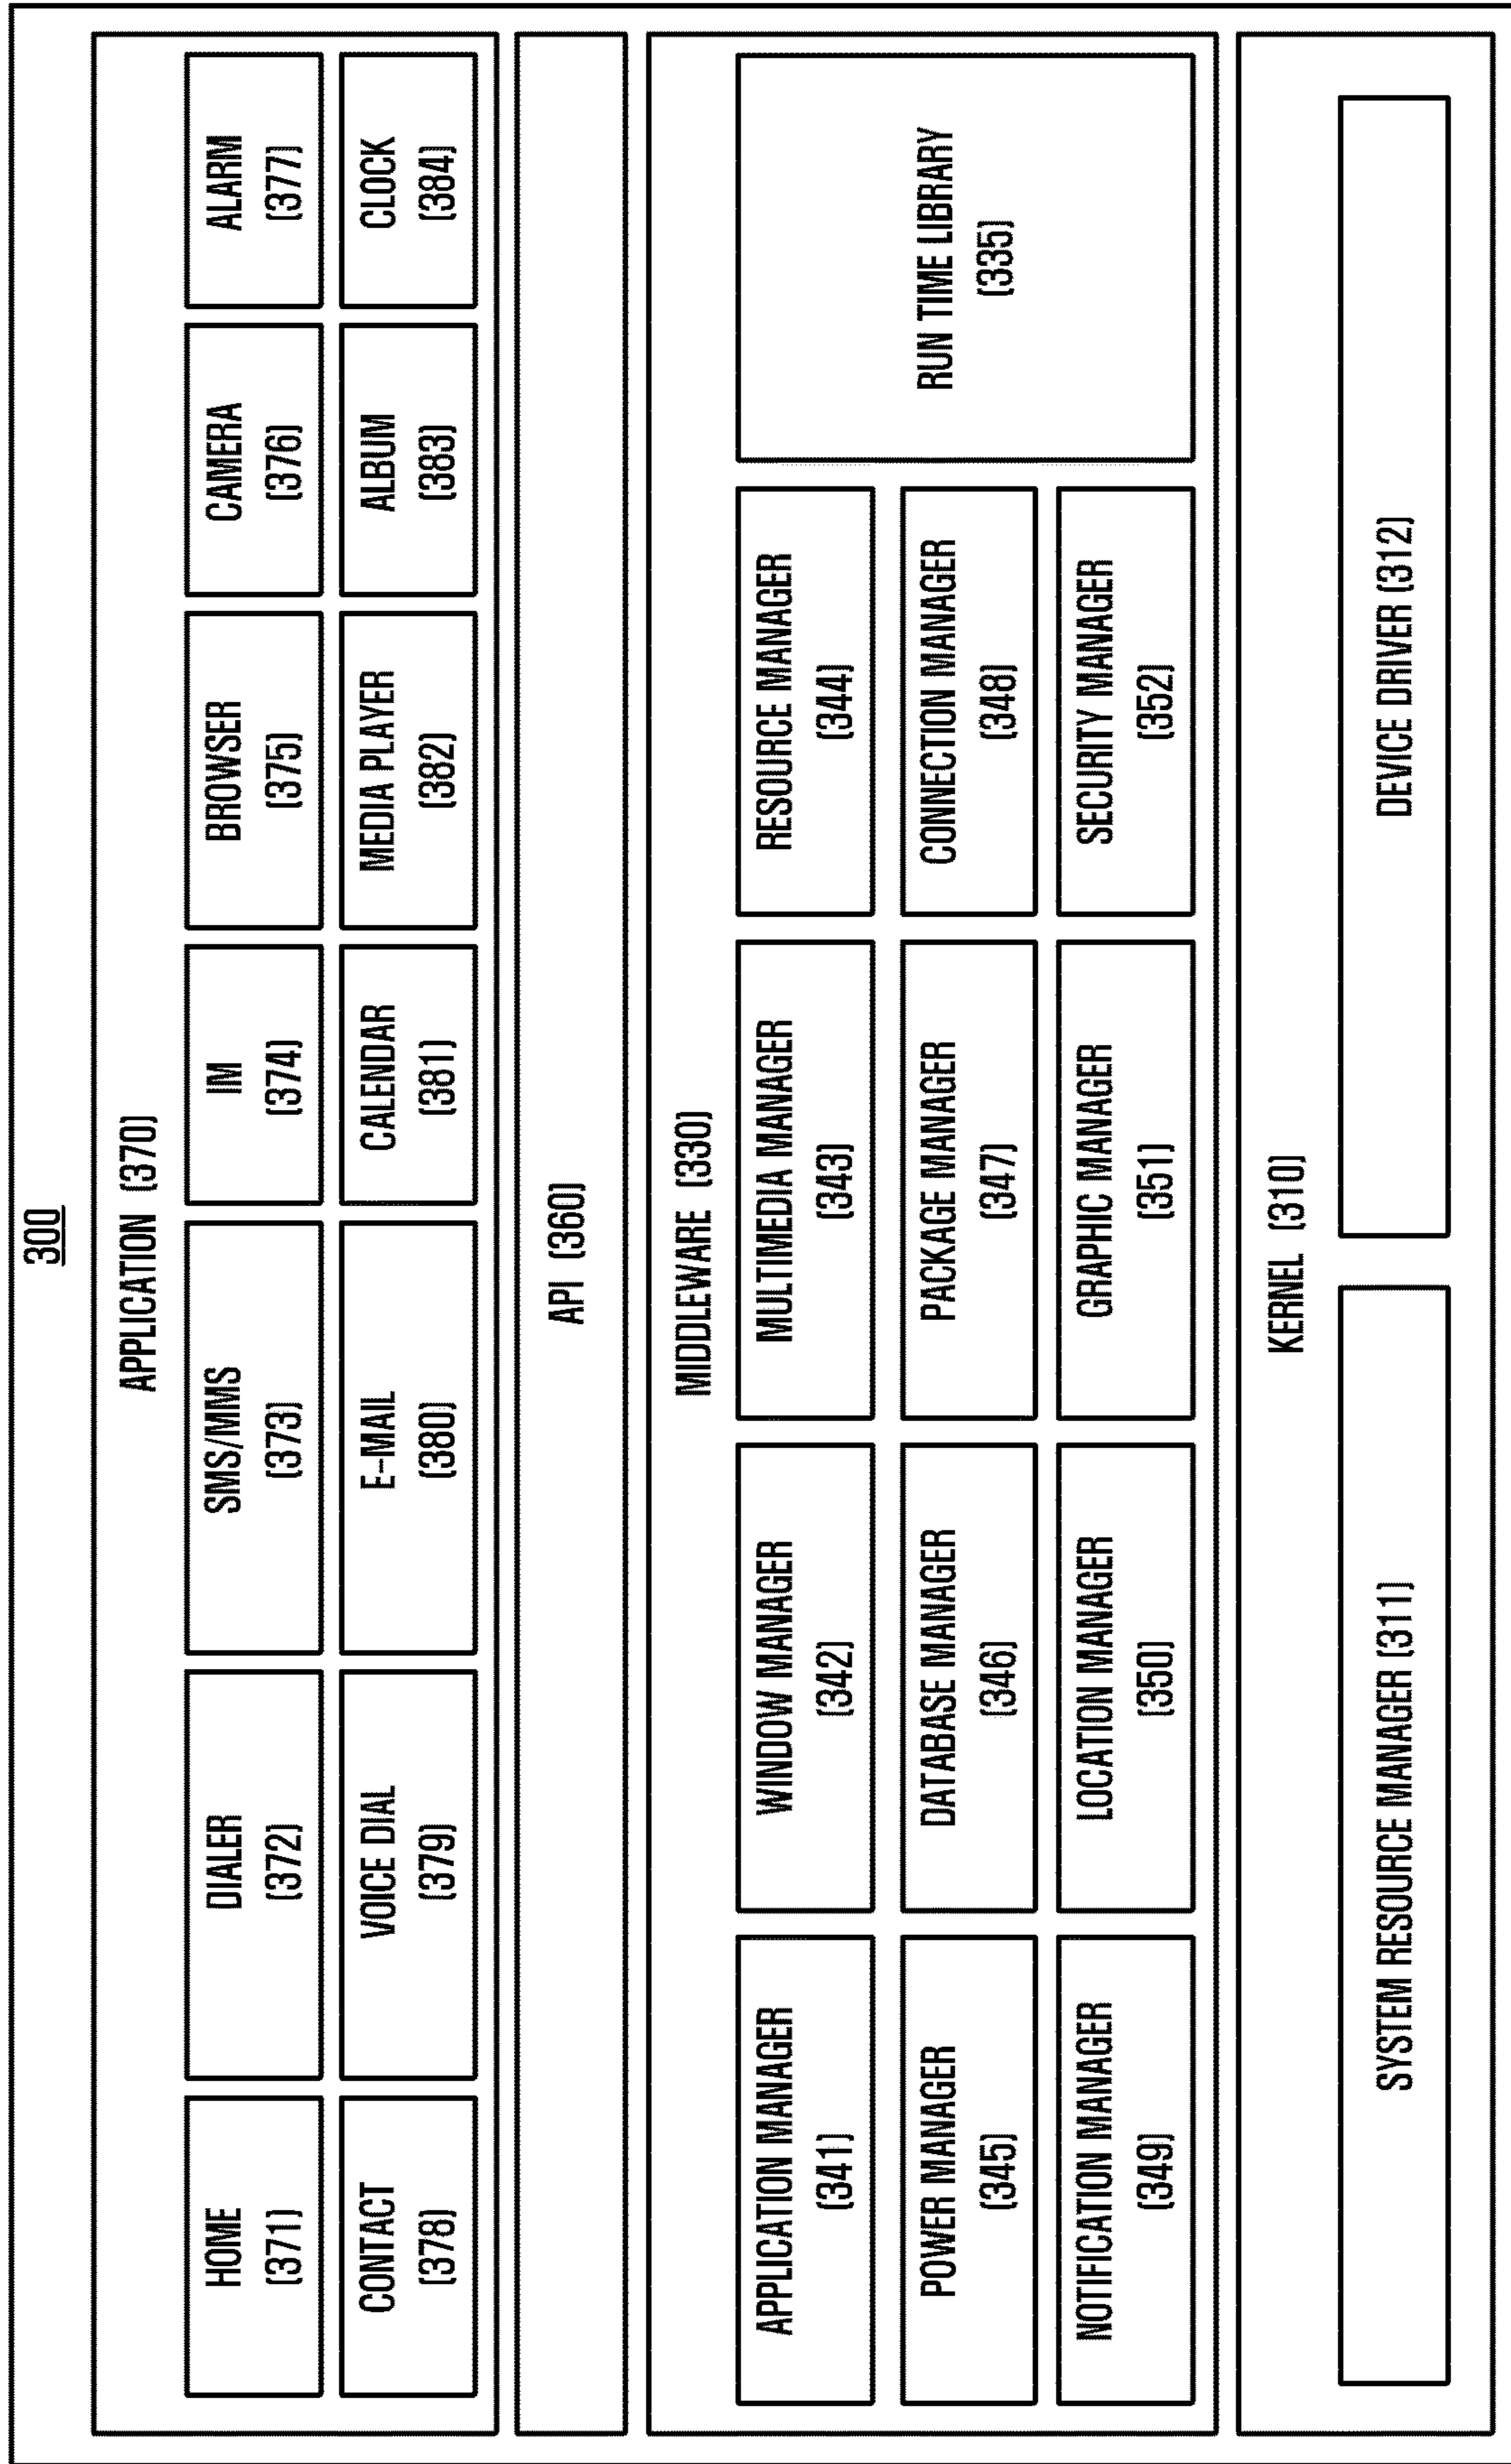 300
APPLICATION (370)
HOME
(371)
DIALER
(372)
SMS/MMS
(373)
IM
(374)
BROWSER
(375)
CAMERA
(376)
ALARM
(377)
CONTACT
(378)
VOICE DIAL
(379)
E-MAIL
(380)
CALENDAR
(381)
MEDIA PLAYER
(382)
ALBUM
(383)
CLOCK
(384)
API (360)
MIDDLEWARE (330)
APPLICATION MANAGER
(341)
WINDOW MANAGER
(342)
MULTIMEDIA MANAGER
(343)
RESOURCE MANAGER
(344)
POWER MANAGER
(345)
DATABASE MANAGER
(346)
PACKAGE MANAGER
(347)
CONNECTION MANAGER
(348)
NOTIFICATION MANAGER
(349)
LOCATION MANAGER
(350)
GRAPHIC MANAGER
(351)
SECURITY MANAGER
(352)
RUN TIME LIBRARY
(335)
KERNEL (310)
SYSTEM RESOURCE MANAGER (311)
DEVICE DRIVER (312)